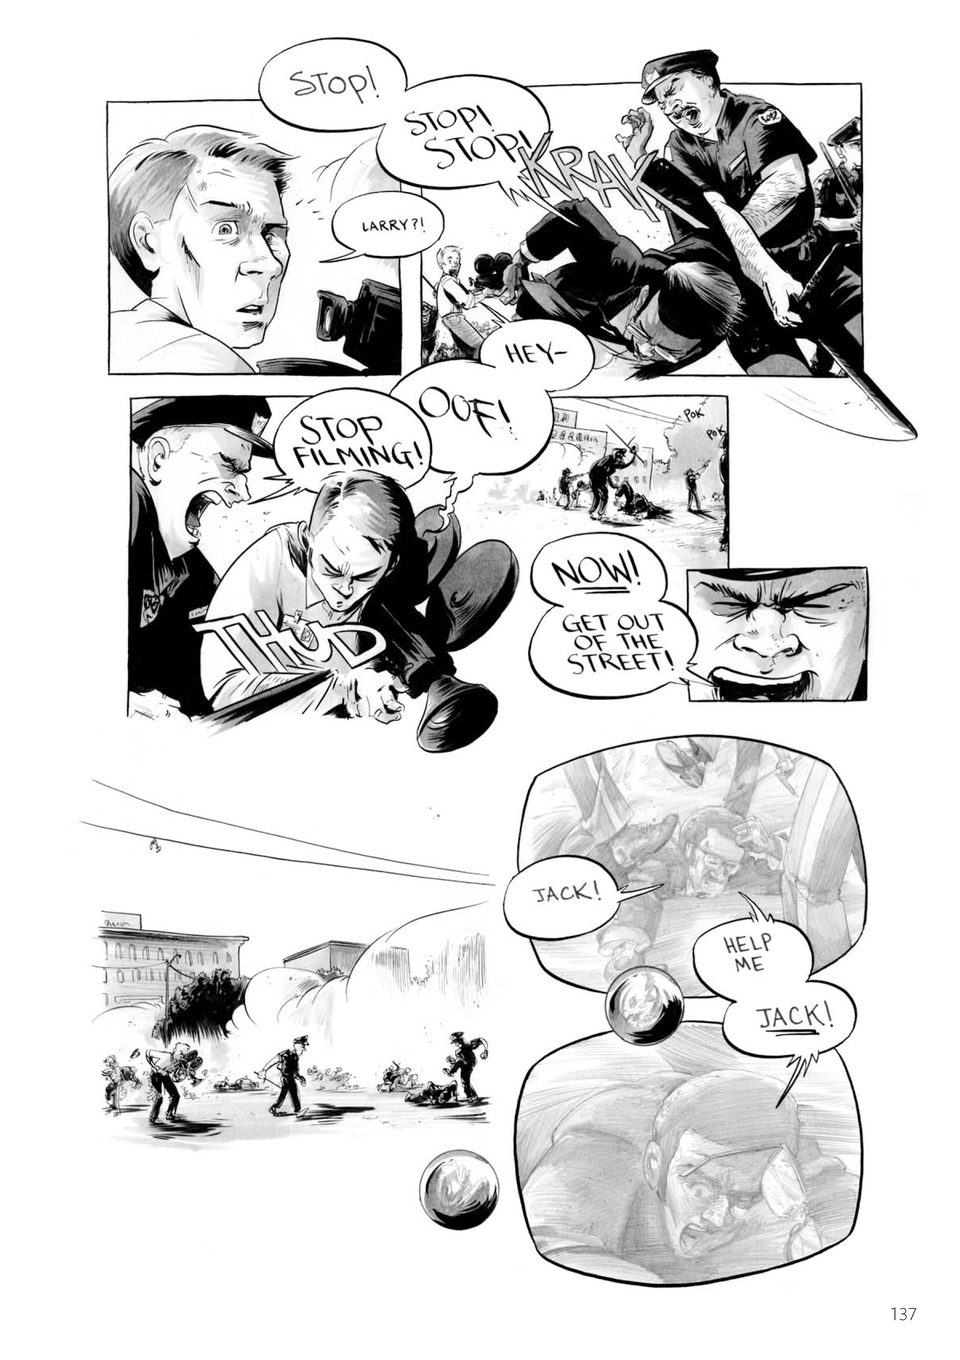 STOP!
STOP!
STOP!
KRAK
LARRY?!
HEY-
OOF!
STOP
FILMING!
POK
POK
THUD
NOW!
GET OUT
OF THE
STREET!
JACK!
HELP
ME
JACK!
137